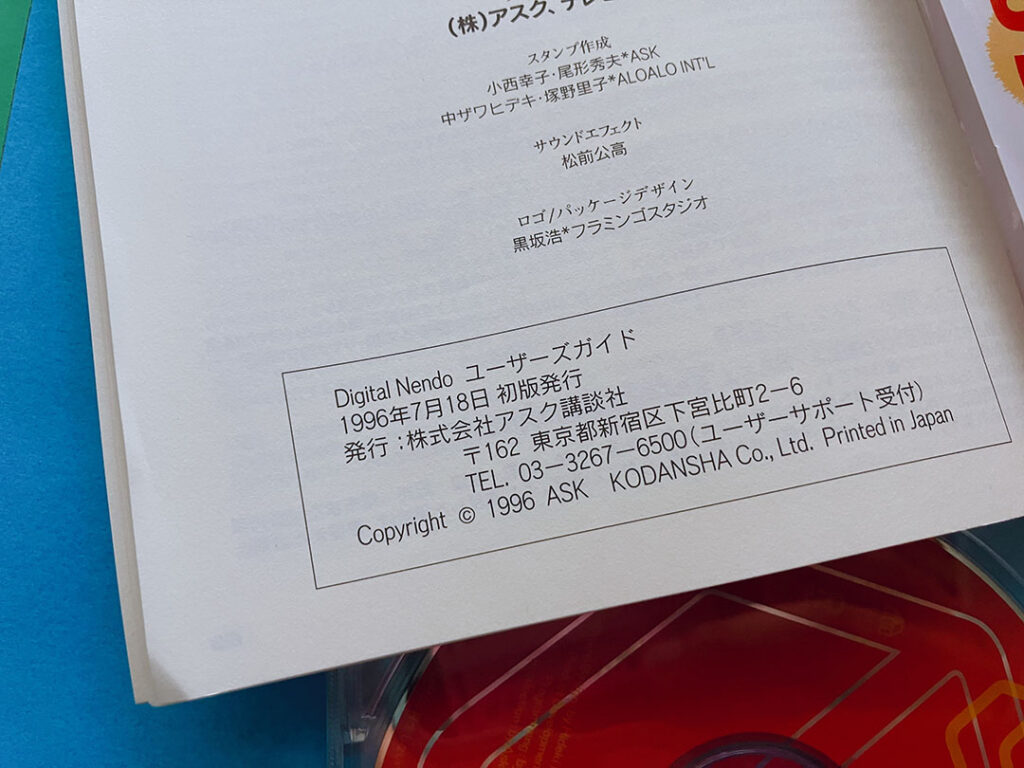 (株)アスク、テレ
スタンプ作成
小西幸子・尾形秀夫*ASK
中ザワヒデキ・塚野里子*ALOALO INT'L
サウンドエフェクト
松前公高
ロゴ/パッケージデザイン
黒坂浩*フラミンゴスタジオ
Digital Nendo ユーザーズガイド
1996年7月18日 初版発行
発行：株式会社アスク講談社
〒162 東京都新宿区下宮比町2−6
TEL. 03−3267−6500(ユーザーサポート受付)
Copyright © 1996 ASK KODANSHA Co., Ltd. Printed in Japan